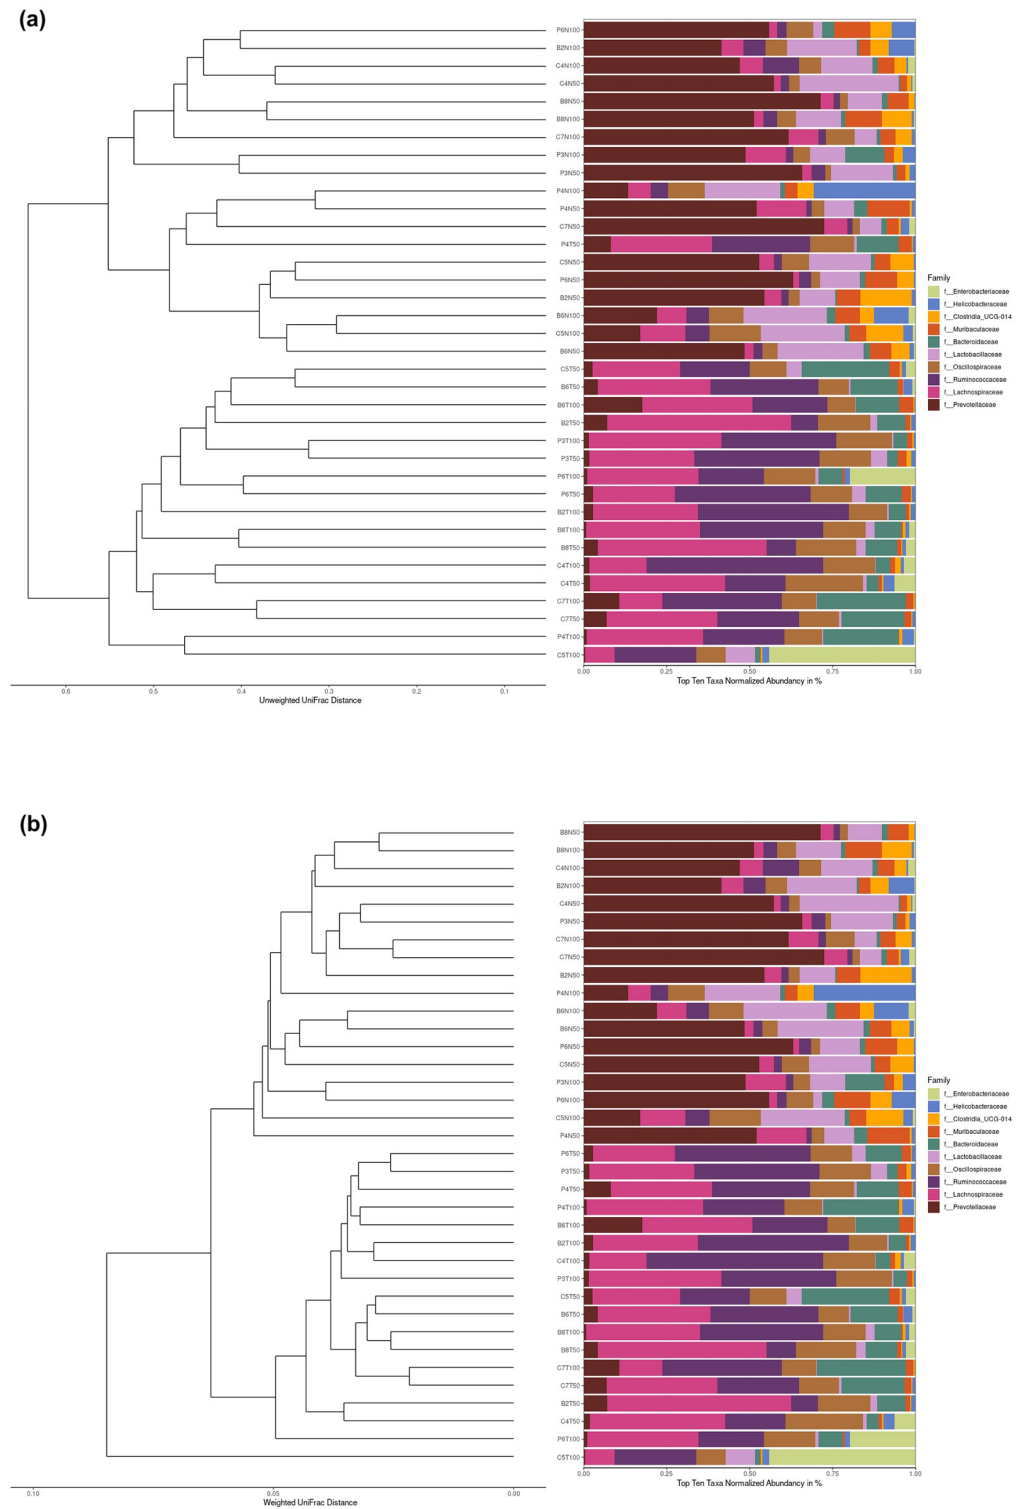 (a)
P6N100
B2N100
C4N100
C4N50
B8N50
B8N100
C7N100
P3N100
P3N50
P4N100
P4N50
C7N50
P4T50
C5N50
P6N50
B2N50
B6N100
C5N100
B6N50
C5T50
B6T50
B6T100
B2T50
P3T100
P3T50
P6T100
P6T50
B2T100
B8T100
B8T50
C4T100
C4T50
C7T100
C7T50
P4T100
C5T100
Family
f__Enterobacteriaceae
f__Helicobacteraceae
f__Clostridia_UCG-014
f__Muribaculaceae
f__Bacteroidaceae
f__Lactobacillaceae
f__Oscillospiraceae
f__Ruminococcaceae
f__Lachnospiraceae
f__Prevotellaceae
0.6 0.5 0.4 0.3 0.2 0.1
Unweighted UniFrac Distance
0.00 0.25 0.50 0.75 1.00
Top Ten Taxa Normalized Abundancy in %
(b)
B8N50
B8N100
C4N100
B2N100
C4N50
P3N50
C7N100
C7N50
B2N50
P4N100
B6N100
B6N50
P6N50
C5N50
P3N100
P6N100
C5N100
P4N50
P6T50
P3T50
P4T50
P4T100
B6T100
B2T100
C4T100
P3T100
C5T50
B6T50
B8T100
B8T50
C7T100
C7T50
B2T50
C4T50
P6T100
C5T100
Family
f__Enterobacteriaceae
f__Helicobacteraceae
f__Clostridia_UCG-014
f__Muribaculaceae
f__Bacteroidaceae
f__Lactobacillaceae
f__Oscillospiraceae
f__Ruminococcaceae
f__Lachnospiraceae
f__Prevotellaceae
0.10 0.05 0.00
Weighted UniFrac Distance
0.00 0.25 0.50 0.75 1.00
Top Ten Taxa Normalized Abundancy in %